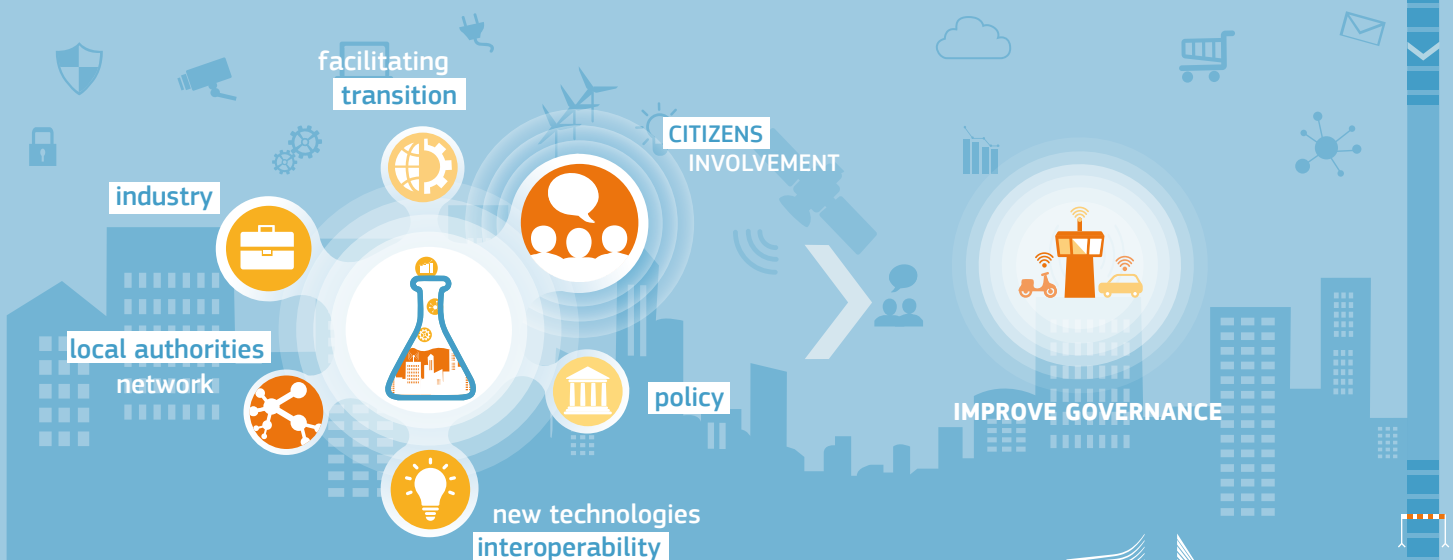 facilitating
transition
CITIZENS
INVOLVEMENT
industry
local authorities
network
policy
IMPROVE GOVERNANCE
new technologies
interoperability